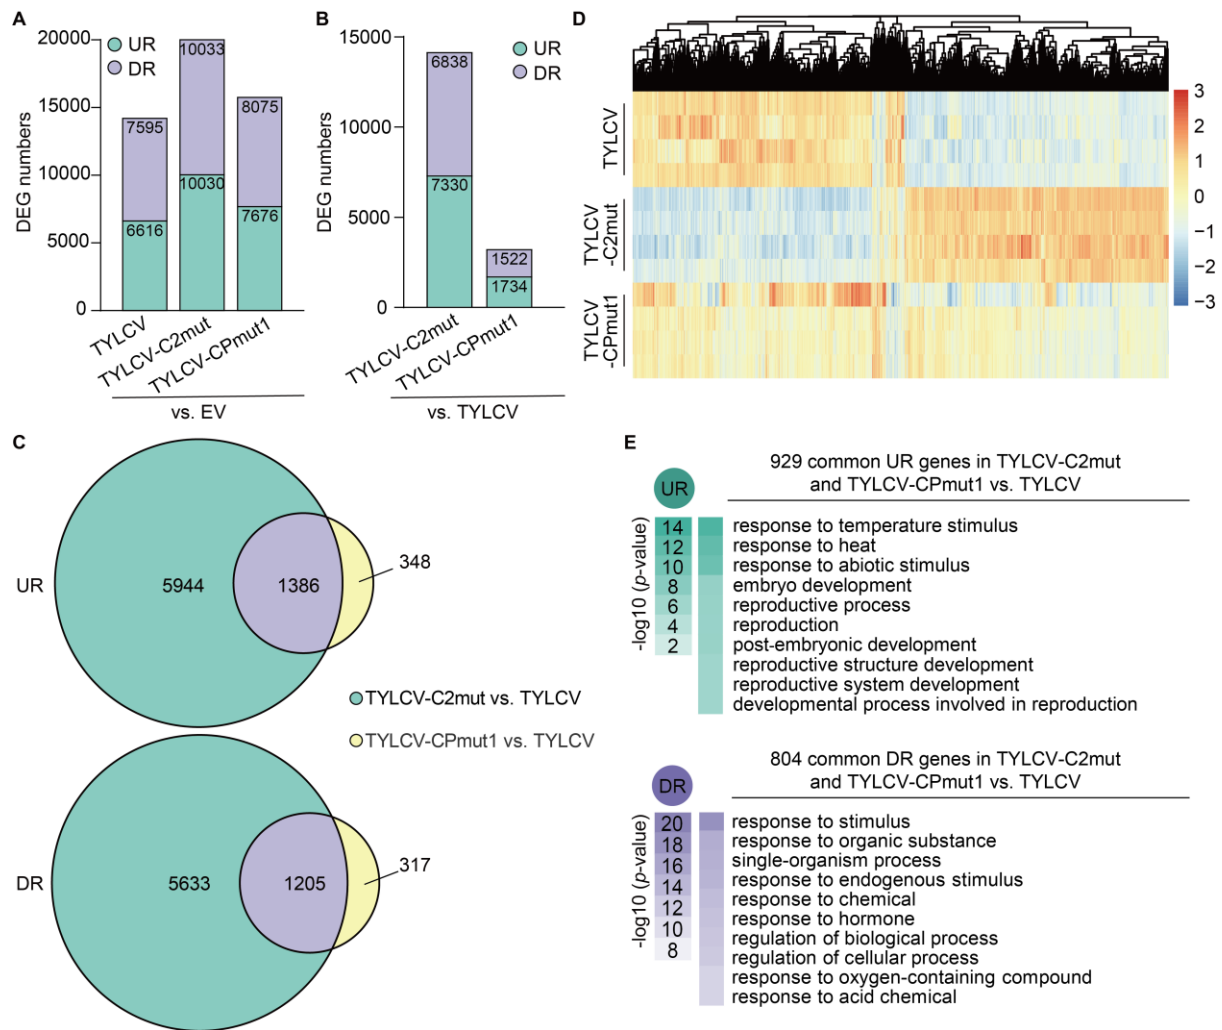 A
20000
15000
10000
5000
0
DEG numbers
UR
DR
7595
6616
10033
10030
8075
7676
TYLCV
TYLCV-C2mut
TYLCV-CPmut1
vs. EV
B
15000
10000
5000
0
DEG numbers
UR
DR
6838
7330
1522
1734
TYLCV-C2mut
TYLCV-CPmut1
vs. TYLCV
D
TYLCV
TYLCV
-C2mut
TYLCV
-CPmut1
3
2
1
0
−1
−2
−3
C
UR
5944
1386
348
TYLCV-C2mut vs. TYLCV
TYLCV-CPmut1 vs. TYLCV
DR
5633
1205
317
E
929 common UR genes in TYLCV-C2mut
and TYLCV-CPmut1 vs. TYLCV
UR
-log10 (p-value)
14
12
10
8
6
4
2
response to temperature stimulus
response to heat
response to abiotic stimulus
embryo development
reproductive process
reproduction
post-embryonic development
reproductive structure development
reproductive system development
developmental process involved in reproduction
804 common DR genes in TYLCV-C2mut
and TYLCV-CPmut1 vs. TYLCV
DR
-log10 (p-value)
20
18
16
14
12
10
8
response to stimulus
response to organic substance
single-organism process
response to endogenous stimulus
response to chemical
response to hormone
regulation of biological process
regulation of cellular process
response to oxygen-containing compound
response to acid chemical